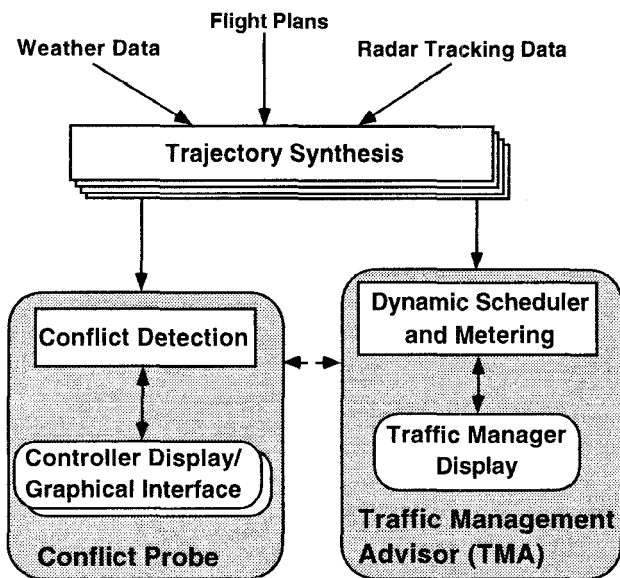 Flight Plans
Weather Data
Radar Tracking Data
Trajectory Synthesis
Conflict Detection
Controller Display/
Graphical Interface
Conflict Probe
Dynamic Scheduler
and Metering
Traffic Manager
Display
Traffic Management
Advisor (TMA)